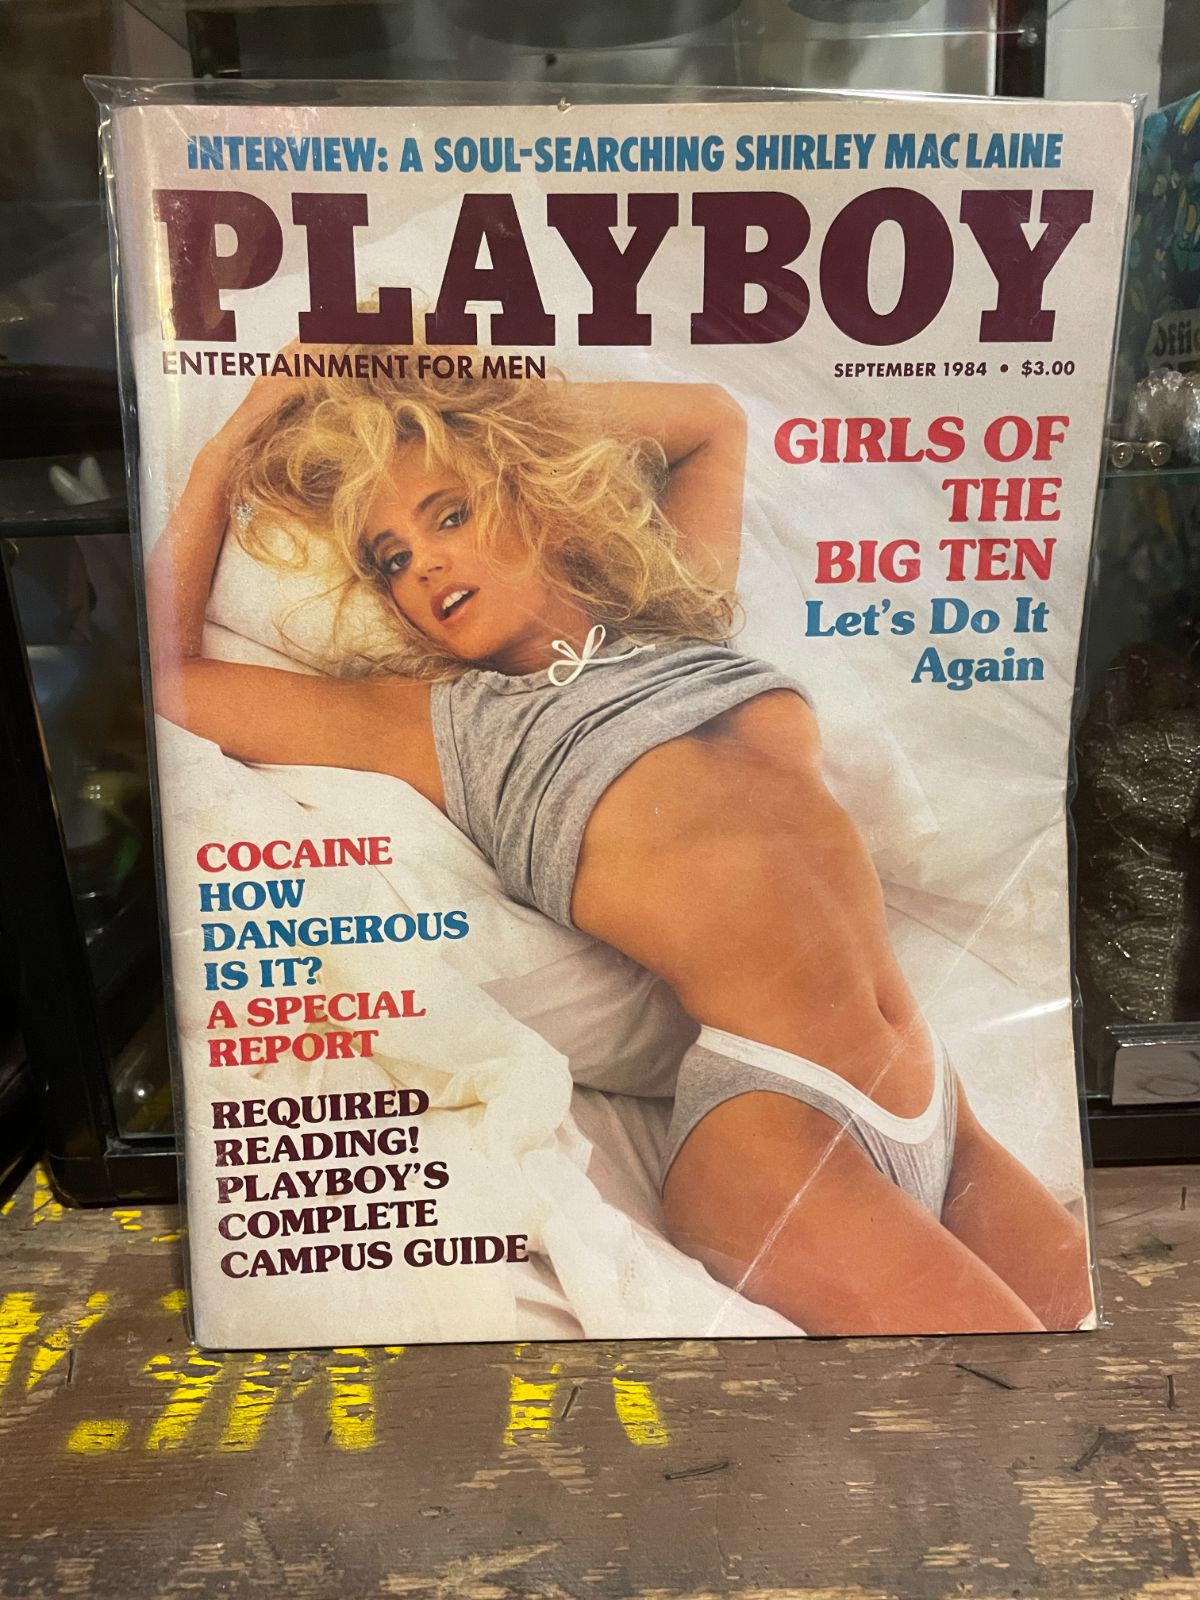 INTERVIEW: A SOUL-SEARCHING SHIRLEY MAC LAINE
PLAYBOY
ENTERTAINMENT FOR MEN
SEPTEMBER 1984 • $3.00
GIRLS OF
THE
BIG TEN
Let's Do It
Again
COCAINE
HOW
DANGEROUS
IS IT?
A SPECIAL
REPORT
REQUIRED
READING!
PLAYBOY'S
COMPLETE
CAMPUS GUIDE